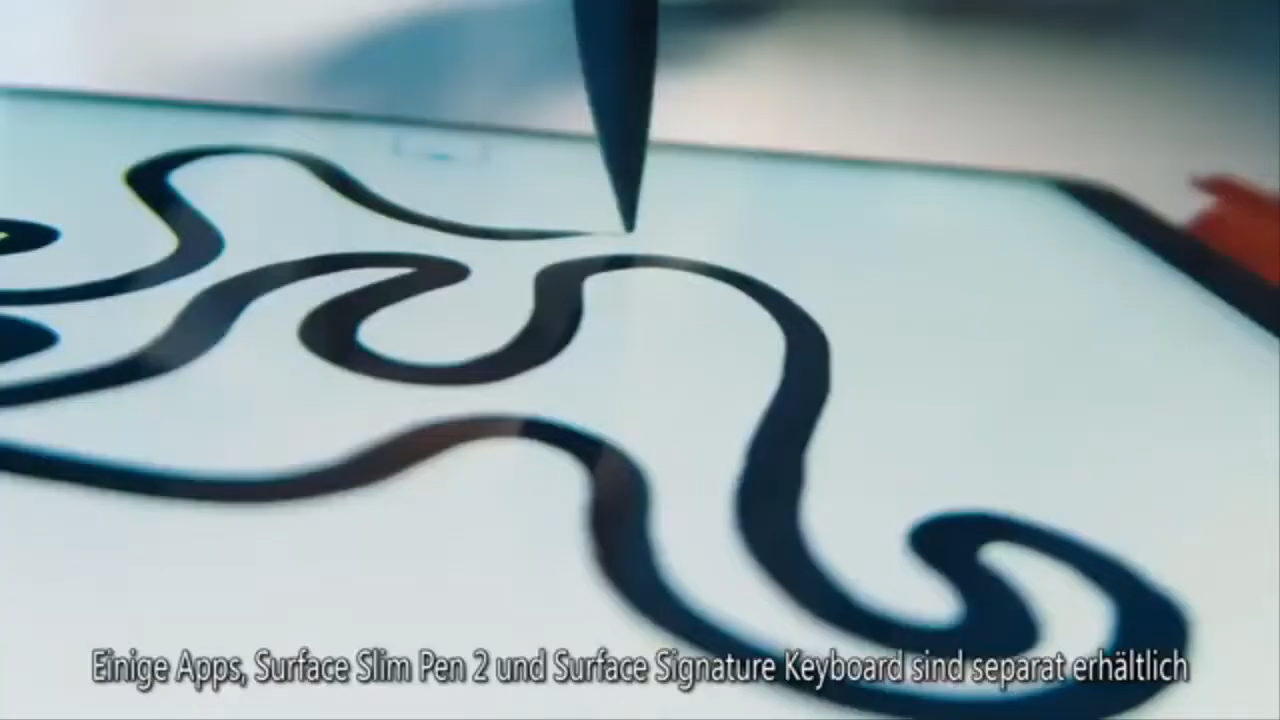 Einige Apps, Surface Slim Pen 2 und Surface Signature Keyboard sind separat erhältlich